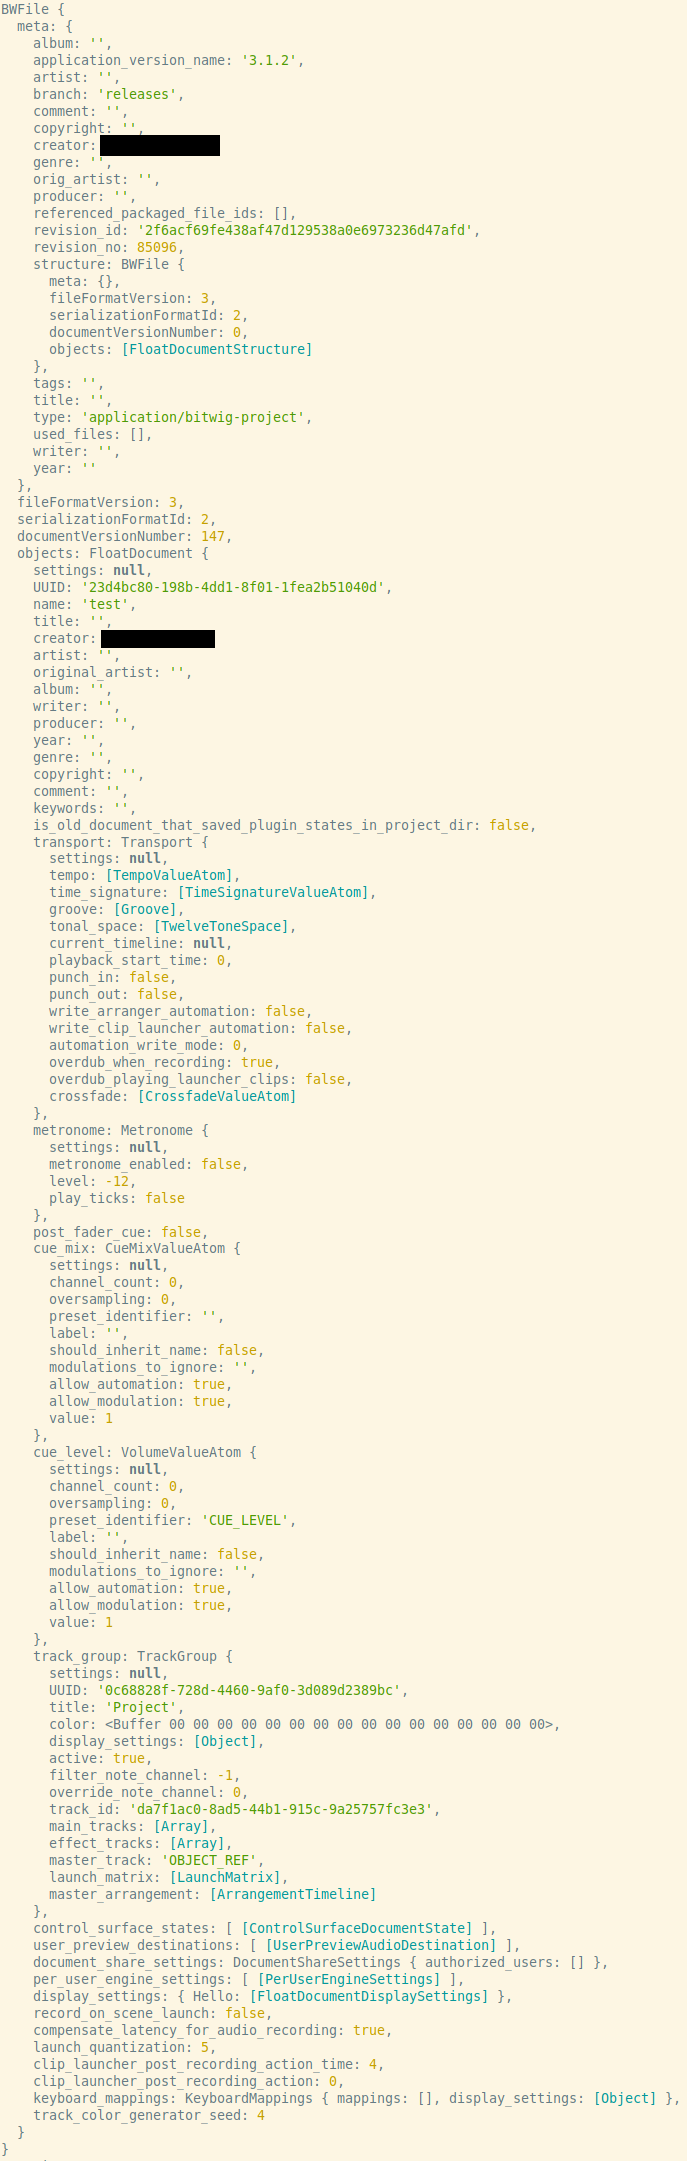 BWFile {
  meta: {
    album: '',
    application_version_name: '3.1.2',
    artist: '',
    branch: 'releases',
    comment: '',
    copyright: '',
    creator:
    genre: '',
    orig_artist: '',
    producer: '',
    referenced_packaged_file_ids: [],
    revision_id: '2f6acf69fe438af47d129538a0e6973236d47afd',
    revision_no: 85096,
    structure: BWFile {
      meta: {},
      fileFormatVersion: 3,
      serializationFormatId: 2,
      documentVersionNumber: 0,
      objects: [FloatDocumentStructure]
    },
    tags: '',
    title: '',
    type: 'application/bitwig-project',
    used_files: [],
    writer: '',
    year: ''
  },
  fileFormatVersion: 3,
  serializationFormatId: 2,
  documentVersionNumber: 147,
  objects: FloatDocument {
    settings: null,
    UUID: '23d4bc80-198b-4dd1-8f01-1fea2b51040d',
    name: 'test',
    title: '',
    creator:
    artist: '',
    original_artist: '',
    album: '',
    writer: '',
    producer: '',
    year: '',
    genre: '',
    copyright: '',
    comment: '',
    keywords: '',
    is_old_document_that_saved_plugin_states_in_project_dir: false,
    transport: Transport {
      settings: null,
      tempo: [TempoValueAtom],
      time_signature: [TimeSignatureValueAtom],
      groove: [Groove],
      tonal_space: [TwelveToneSpace],
      current_timeline: null,
      playback_start_time: 0,
      punch_in: false,
      punch_out: false,
      write_arranger_automation: false,
      write_clip_launcher_automation: false,
      automation_write_mode: 0,
      overdub_when_recording: true,
      overdub_playing_launcher_clips: false,
      crossfade: [CrossfadeValueAtom]
    },
    metronome: Metronome {
      settings: null,
      metronome_enabled: false,
      level: -12,
      play_ticks: false
    },
    post_fader_cue: false,
    cue_mix: CueMixValueAtom {
      settings: null,
      channel_count: 0,
      oversampling: 0,
      preset_identifier: '',
      label: '',
      should_inherit_name: false,
      modulations_to_ignore: '',
      allow_automation: true,
      allow_modulation: true,
      value: 1
    },
    cue_level: VolumeValueAtom {
      settings: null,
      channel_count: 0,
      oversampling: 0,
      preset_identifier: 'CUE_LEVEL',
      label: '',
      should_inherit_name: false,
      modulations_to_ignore: '',
      allow_automation: true,
      allow_modulation: true,
      value: 1
    },
    track_group: TrackGroup {
      settings: null,
      UUID: '0c68828f-728d-4460-9af0-3d089d2389bc',
      title: 'Project',
      color: <Buffer 00 00 00 00 00 00 00 00 00 00 00 00 00 00 00 00>,
      display_settings: [Object],
      active: true,
      filter_note_channel: -1,
      override_note_channel: 0,
      track_id: 'da7f1ac0-8ad5-44b1-915c-9a25757fc3e3',
      main_tracks: [Array],
      effect_tracks: [Array],
      master_track: 'OBJECT_REF',
      launch_matrix: [LaunchMatrix],
      master_arrangement: [ArrangementTimeline]
    },
    control_surface_states: [ [ControlSurfaceDocumentState] ],
    user_preview_destinations: [ [UserPreviewAudioDestination] ],
    document_share_settings: DocumentShareSettings { authorized_users: [] },
    per_user_engine_settings: [ [PerUserEngineSettings] ],
    display_settings: { Hello: [FloatDocumentDisplaySettings] },
    record_on_scene_launch: false,
    compensate_latency_for_audio_recording: true,
    launch_quantization: 5,
    clip_launcher_post_recording_action_time: 4,
    clip_launcher_post_recording_action: 0,
    keyboard_mappings: KeyboardMappings { mappings: [], display_settings: [Object] },
    track_color_generator_seed: 4
  }
}